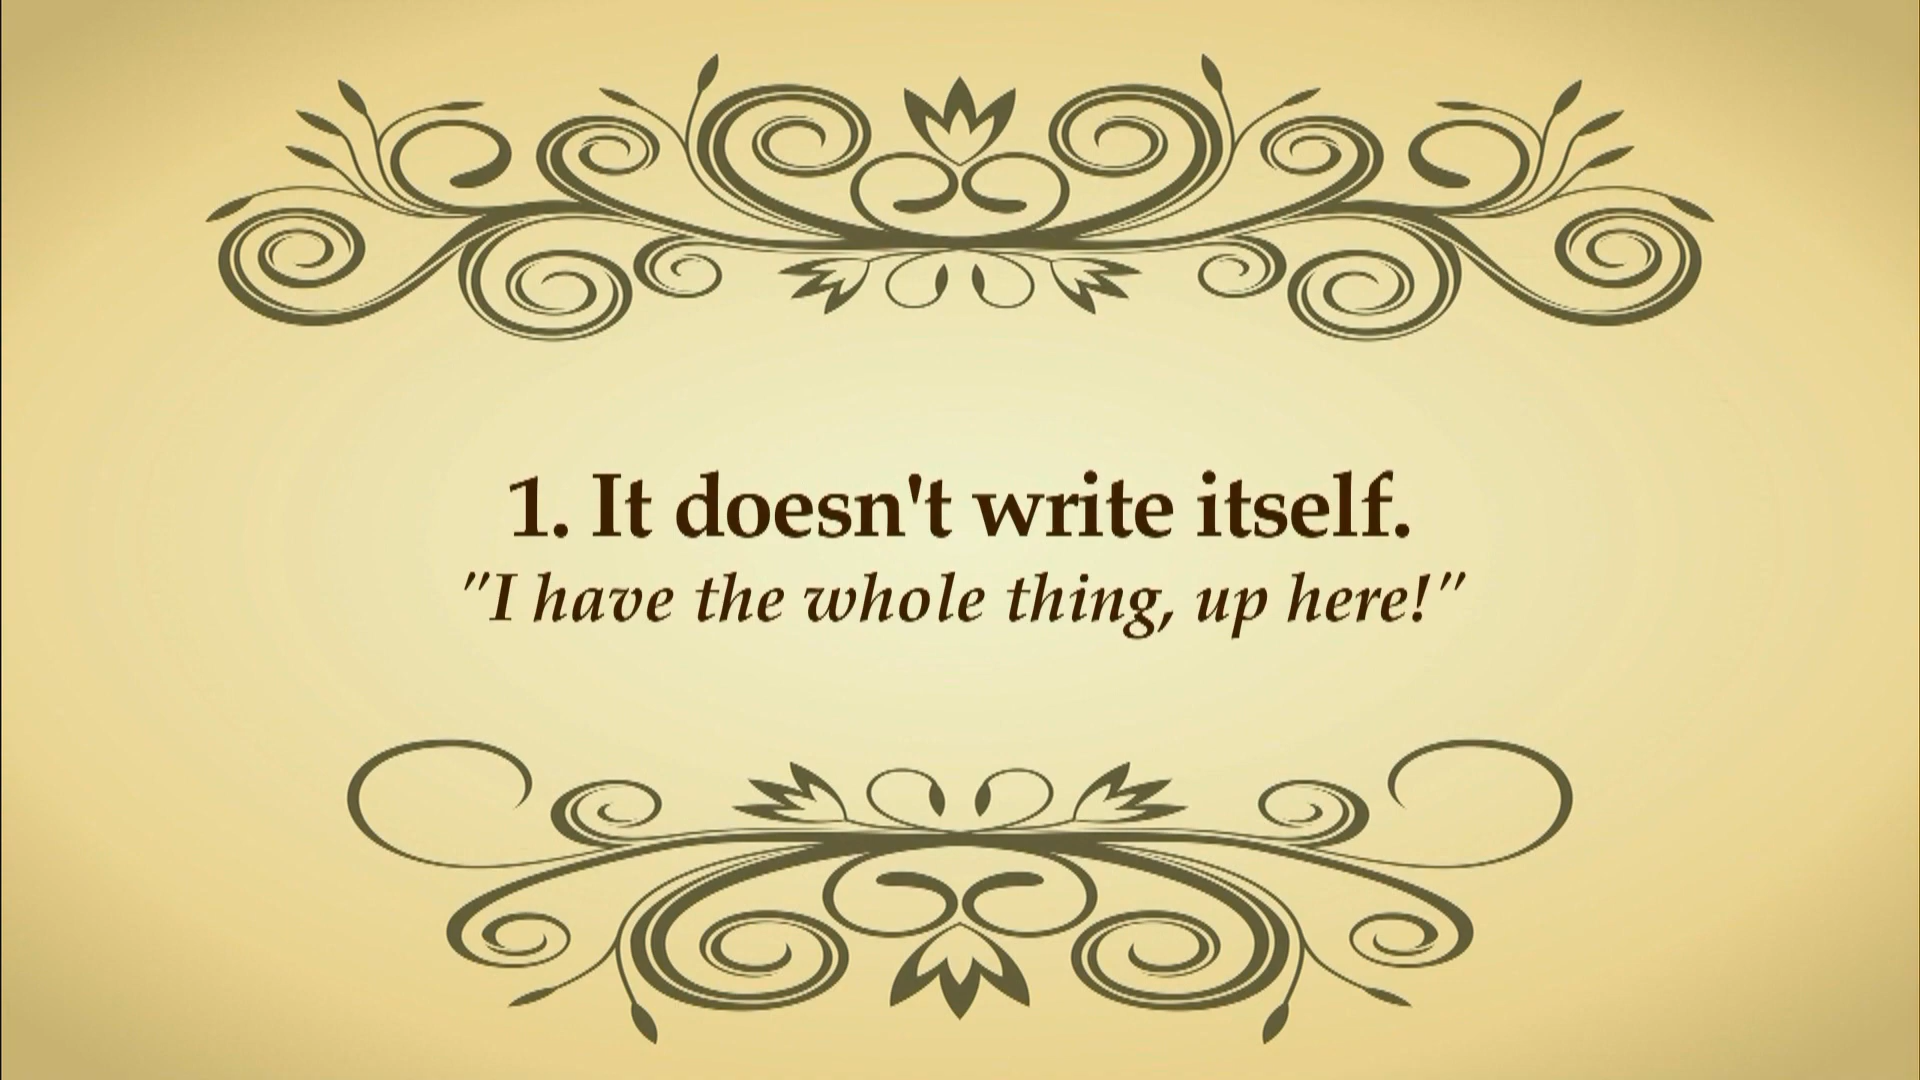 1. It doesn't write itself.
"I have the whole thing, up here!"